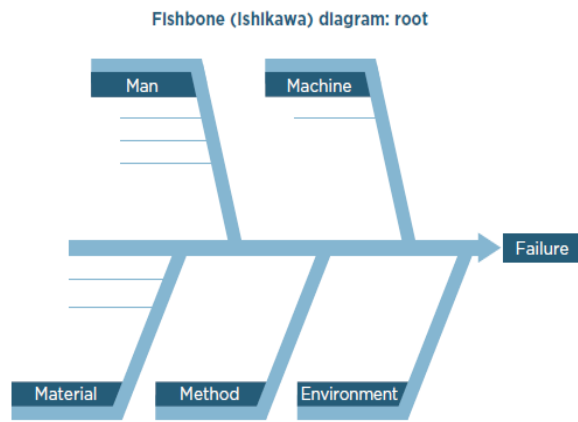 Fishbone (Ishikawa) diagram: root
Man
Machine
Failure
Material
Method
Environment